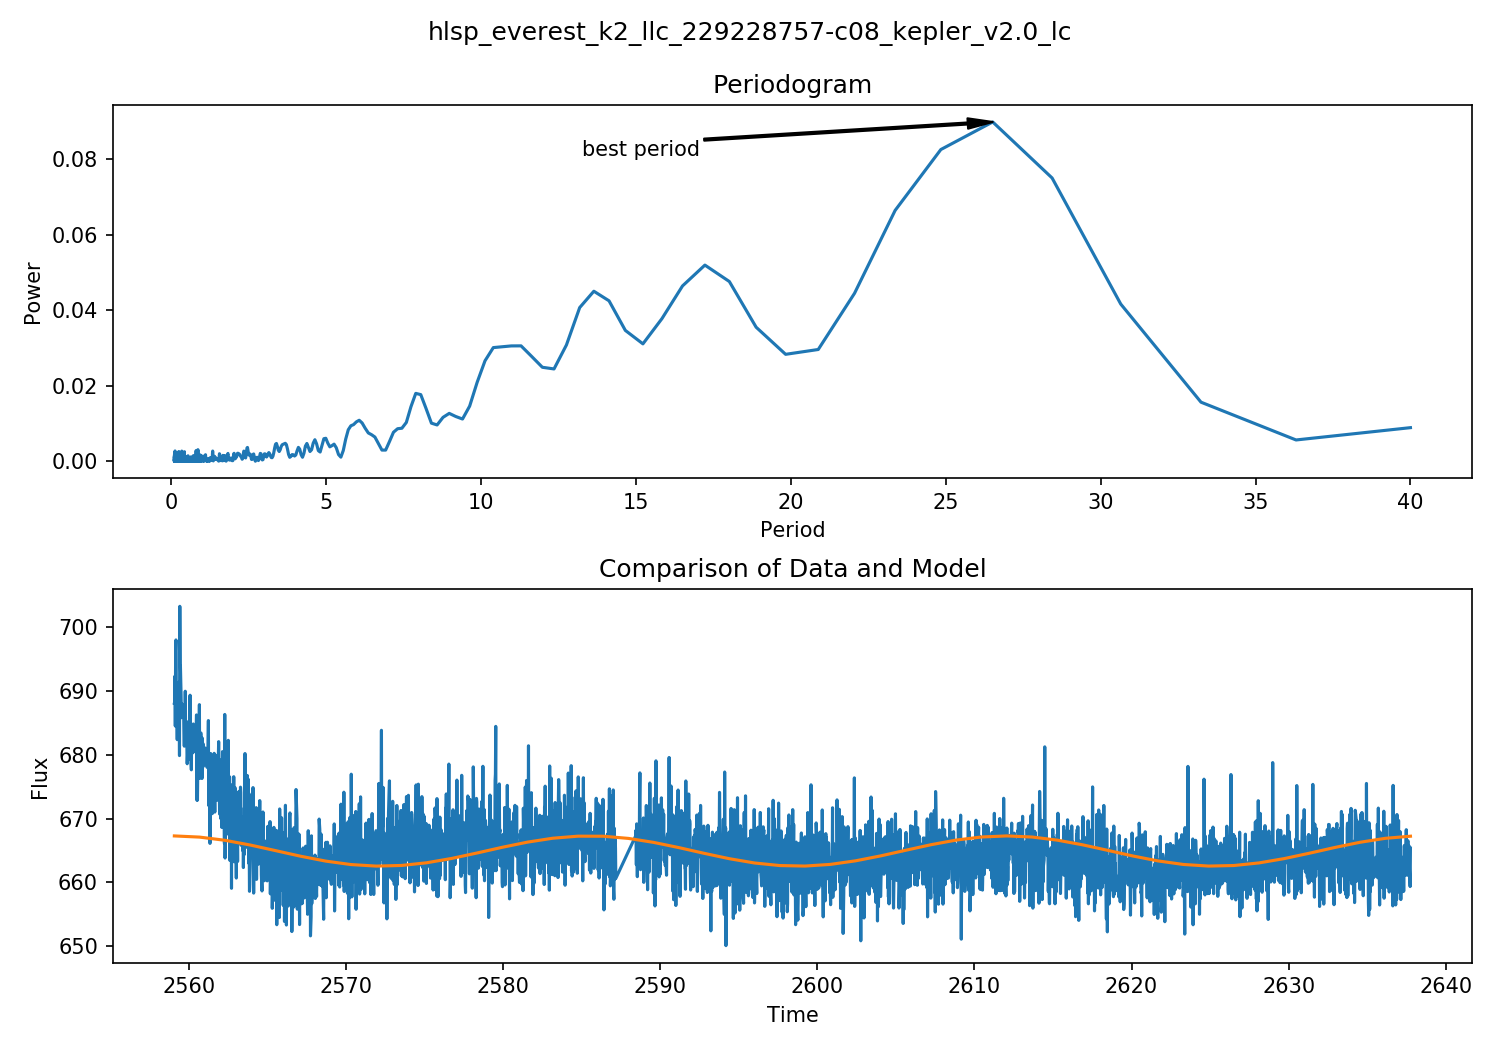 hlsp_everest_k2_llc_229228757-c08_kepler_v2.0_lc
Periodogram
best period
0.08
0.06
0.04
0.02
0.00
Power
0 5 10 15 20 25 30 35 40
Period
Comparison of Data and Model
700
690
680
670
660
650
Flux
2560 2570 2580 2590 2600 2610 2620 2630 2640
Time